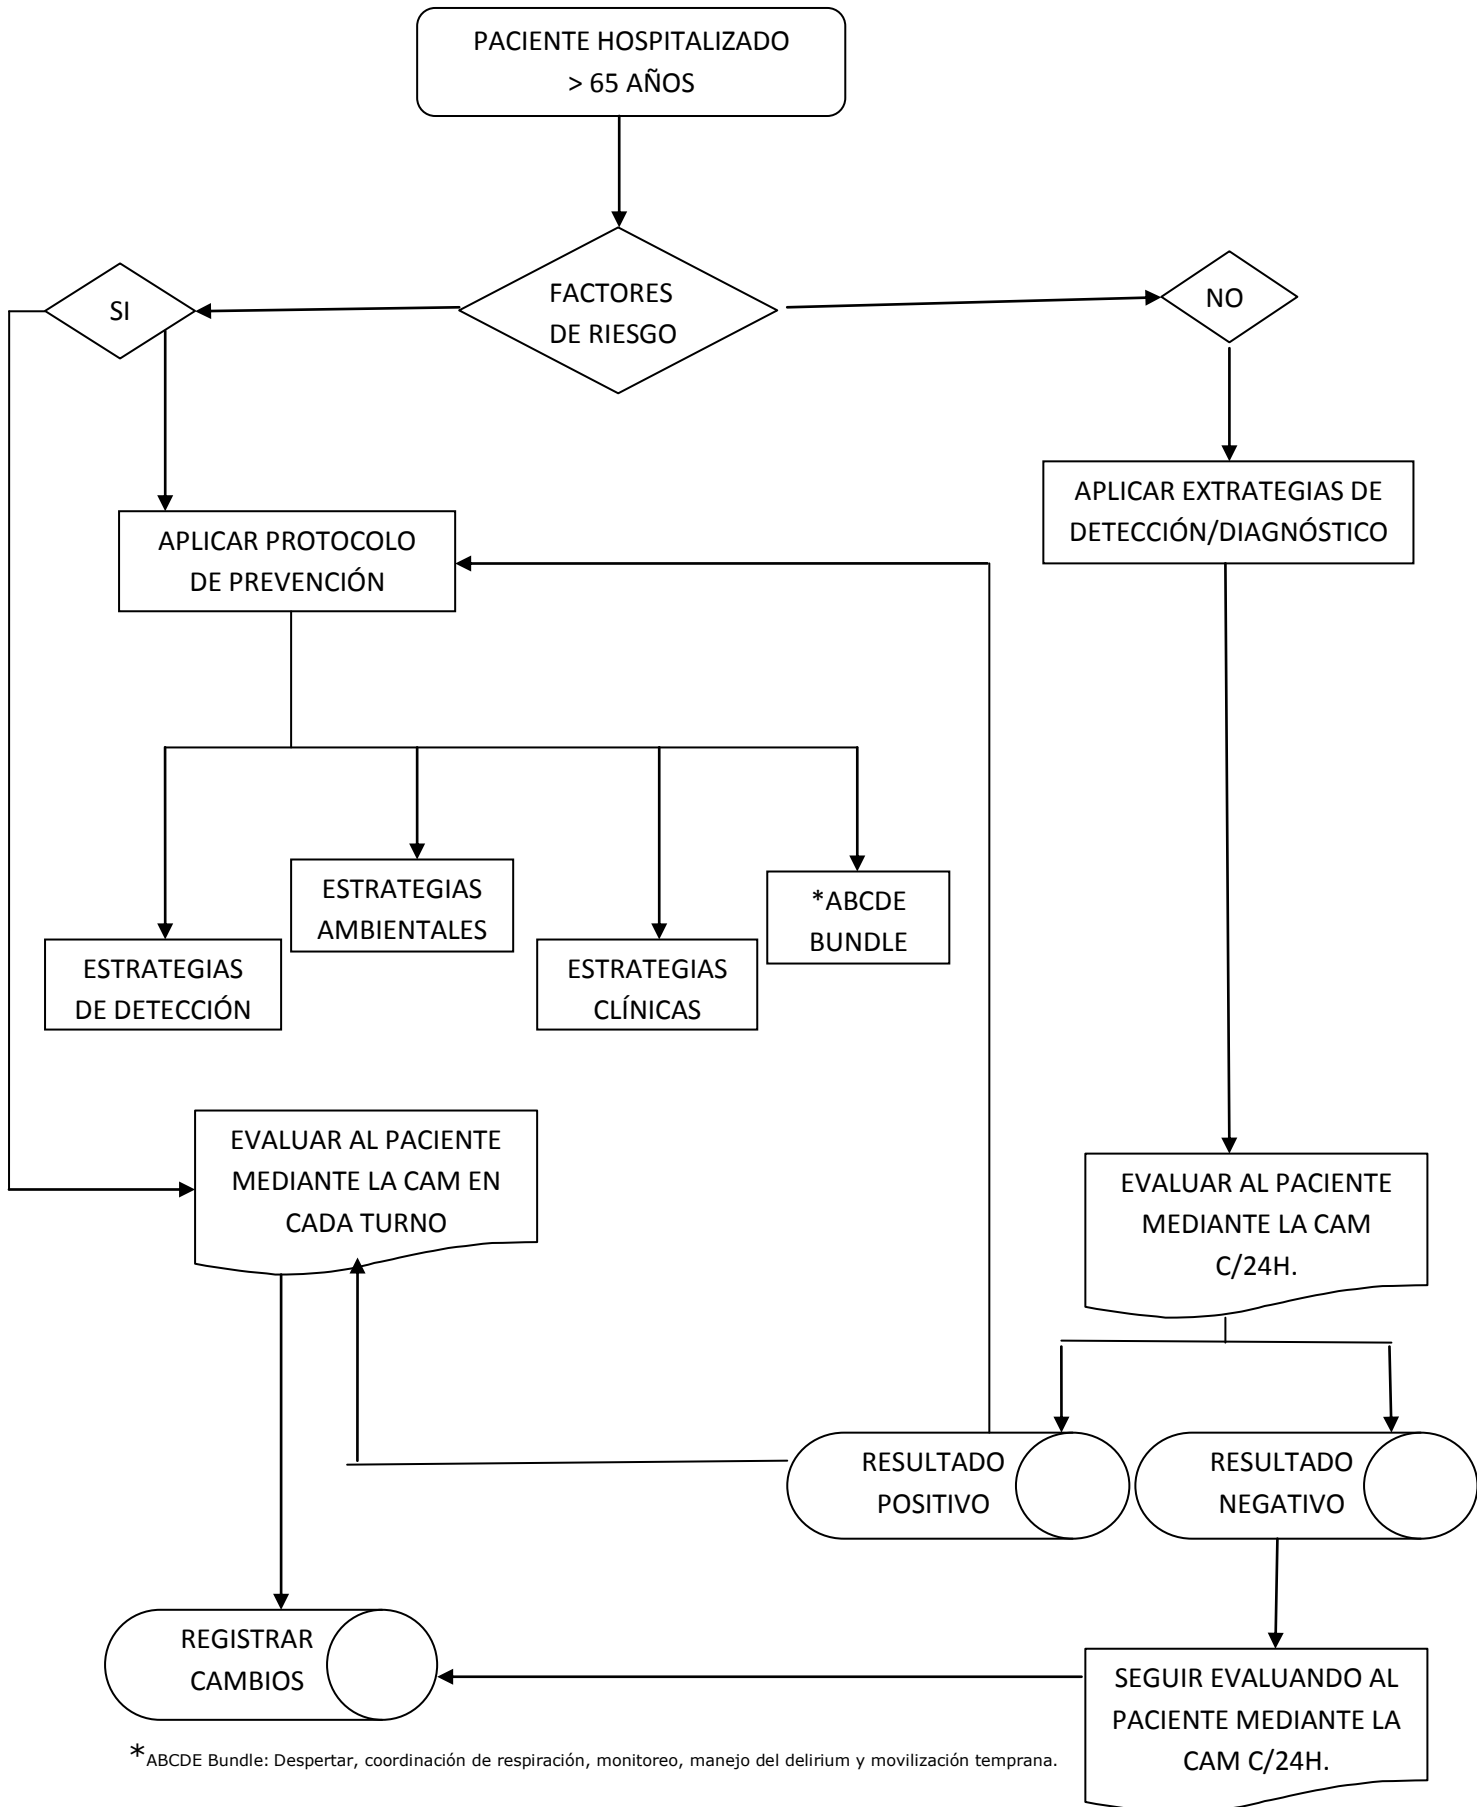 PACIENTE HOSPITALIZADO
> 65 AÑOS
FACTORES
DE RIESGO
SI
NO
APLICAR PROTOCOLO
DE PREVENCIÓN
APLICAR EXTRATEGIAS DE
DETECCIÓN/DIAGNÓSTICO
ESTRATEGIAS
DE DETECCIÓN
ESTRATEGIAS
AMBIENTALES
ESTRATEGIAS
CLÍNICAS
*ABCDE
BUNDLE
EVALUAR AL PACIENTE
MEDIANTE LA CAM EN
CADA TURNO
EVALUAR AL PACIENTE
MEDIANTE LA CAM
C/24H.
RESULTADO
POSITIVO
RESULTADO
NEGATIVO
REGISTRAR
CAMBIOS
SEGUIR EVALUANDO AL
PACIENTE MEDIANTE LA
CAM C/24H.
*ABCDE Bundle: Despertar, coordinación de respiración, monitoreo, manejo del delirium y movilización temprana.